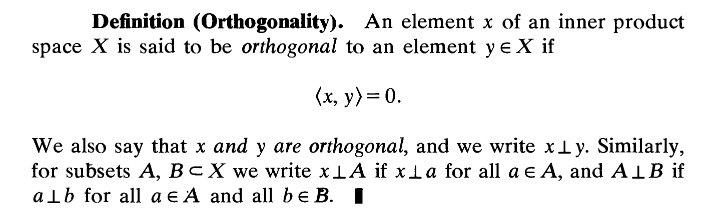 Definition (Orthogonality). An element x of an inner product
space X is said to be orthogonal to an element y ∈ X if
⟨x, y⟩ = 0.
We also say that x and y are orthogonal, and we write x ⊥ y. Similarly,
for subsets A, B ⊂ X we write x ⊥ A if x ⊥ a for all a ∈ A, and A ⊥ B if
a ⊥ b for all a ∈ A and all b ∈ B. ▮